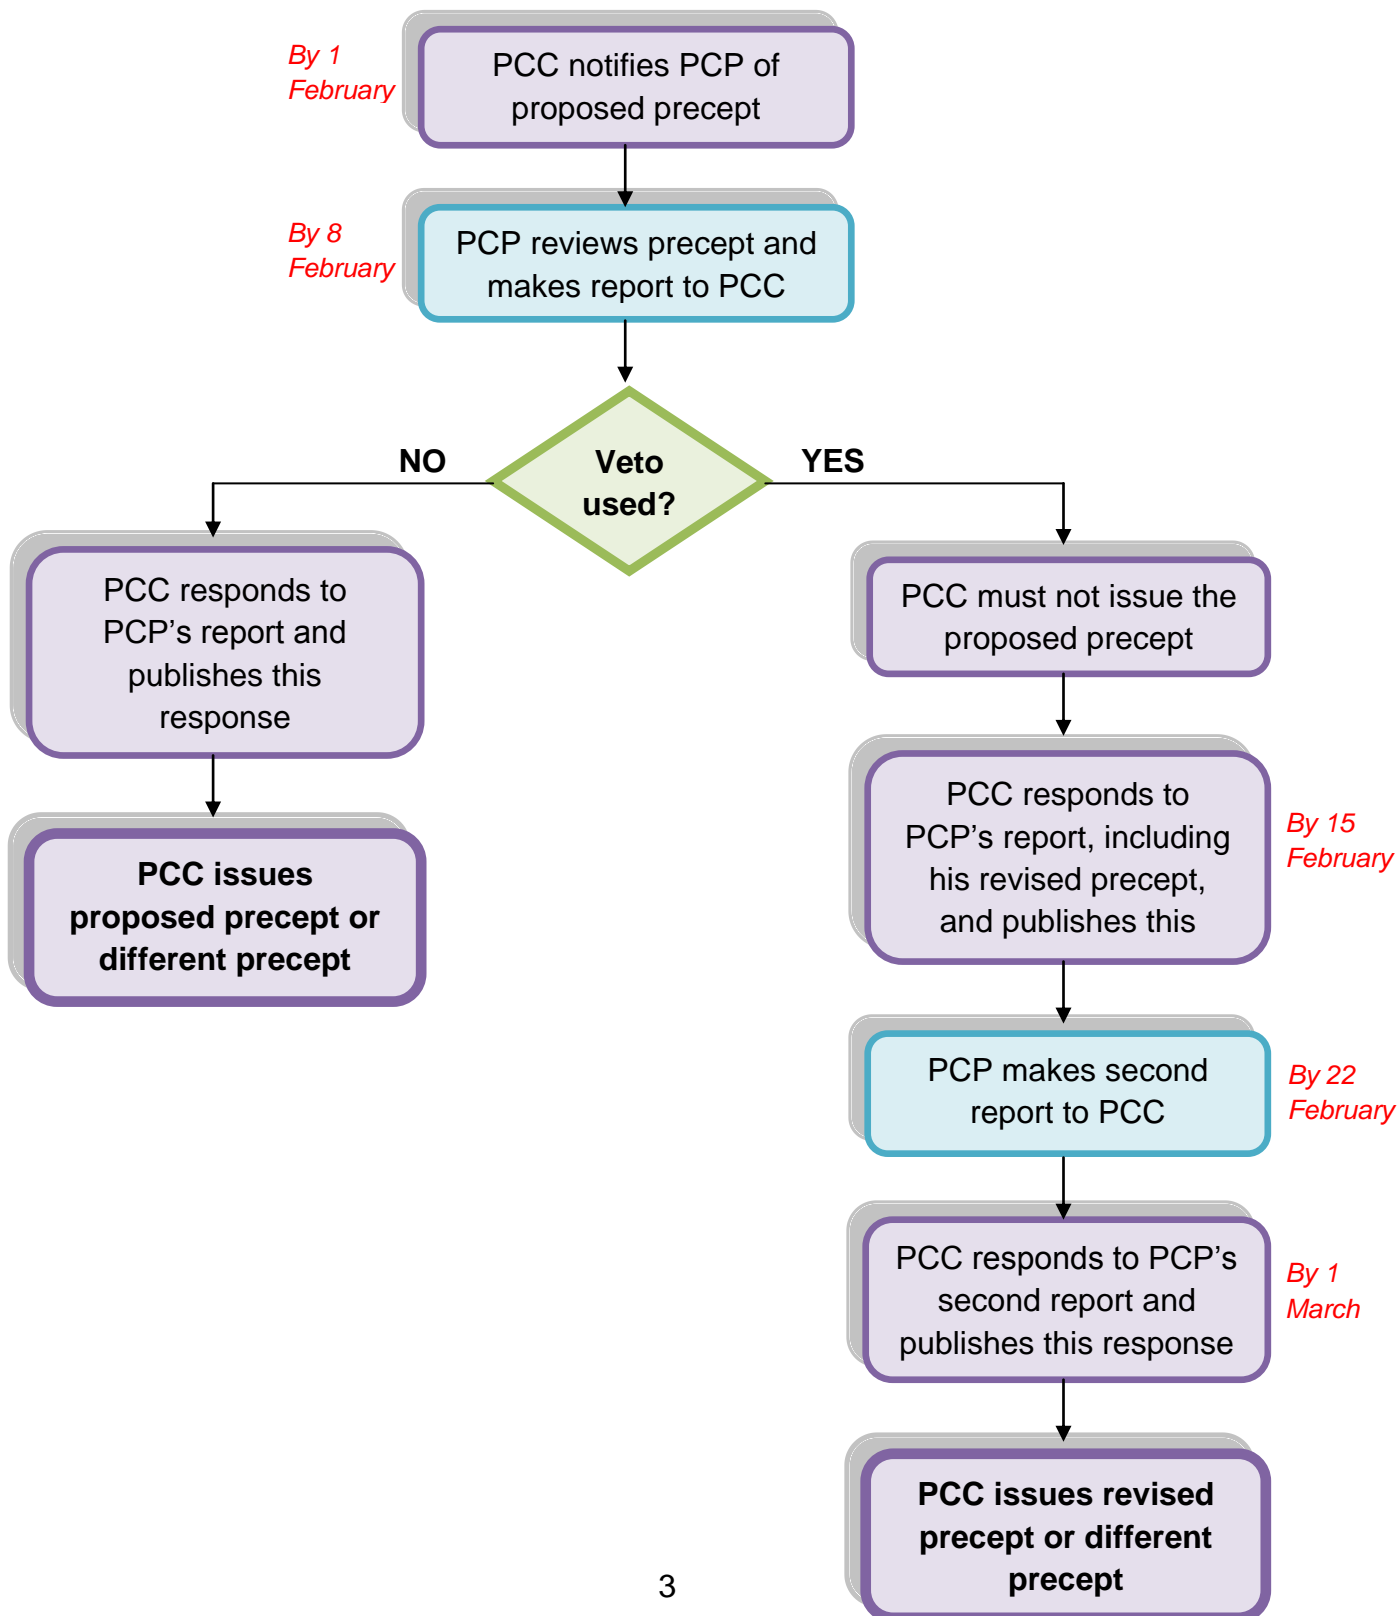 By 1
February
PCC notifies PCP of
proposed precept
By 8
February
PCP reviews precept and
makes report to PCC
NO
Veto
used?
YES
PCC responds to
PCP’s report and
publishes this
response
PCC issues
proposed precept or
different precept
PCC must not issue the
proposed precept
PCC responds to
PCP’s report, including
his revised precept,
and publishes this
By 15
February
PCP makes second
report to PCC
By 22
February
PCC responds to PCP’s
second report and
publishes this response
By 1
March
PCC issues revised
precept or different
precept
3